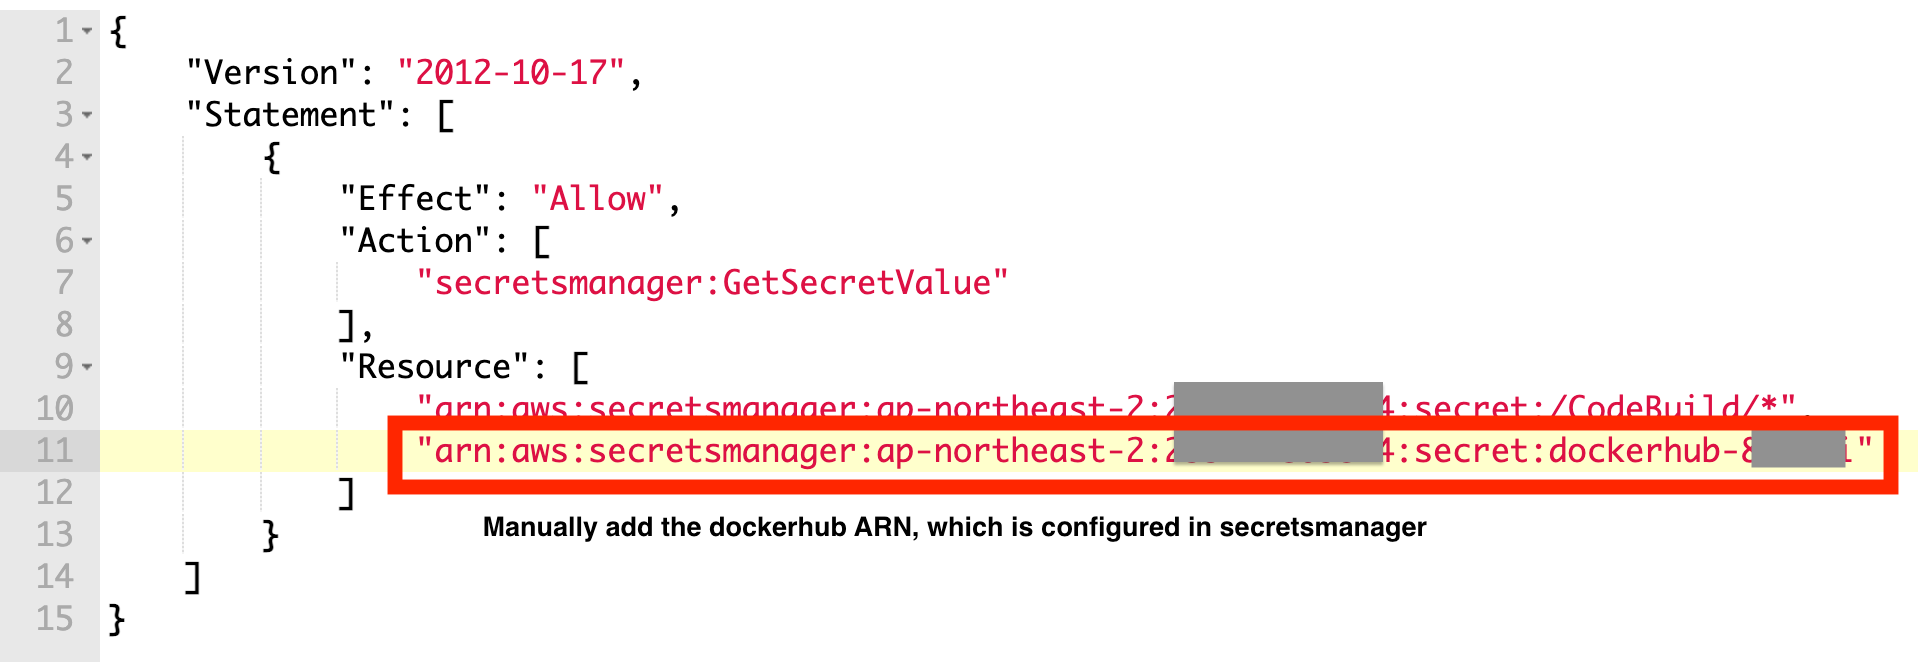 1 {
2 "Version": "2012-10-17",
3 "Statement": [
4 {
5 "Effect": "Allow",
6 "Action": [
7 "secretsmanager:GetSecretValue"
8 ],
9 "Resource": [
10 "arn:aws:secretsmanager:ap-northeast-2:2 4:secret:/CodeBuild/*",
11 "arn:aws:secretsmanager:ap-northeast-2:2 4:secret:dockerhub-8 i"
12 ]
Manually add the dockerhub ARN, which is configured in secretsmanager
13 }
14 ]
15 }